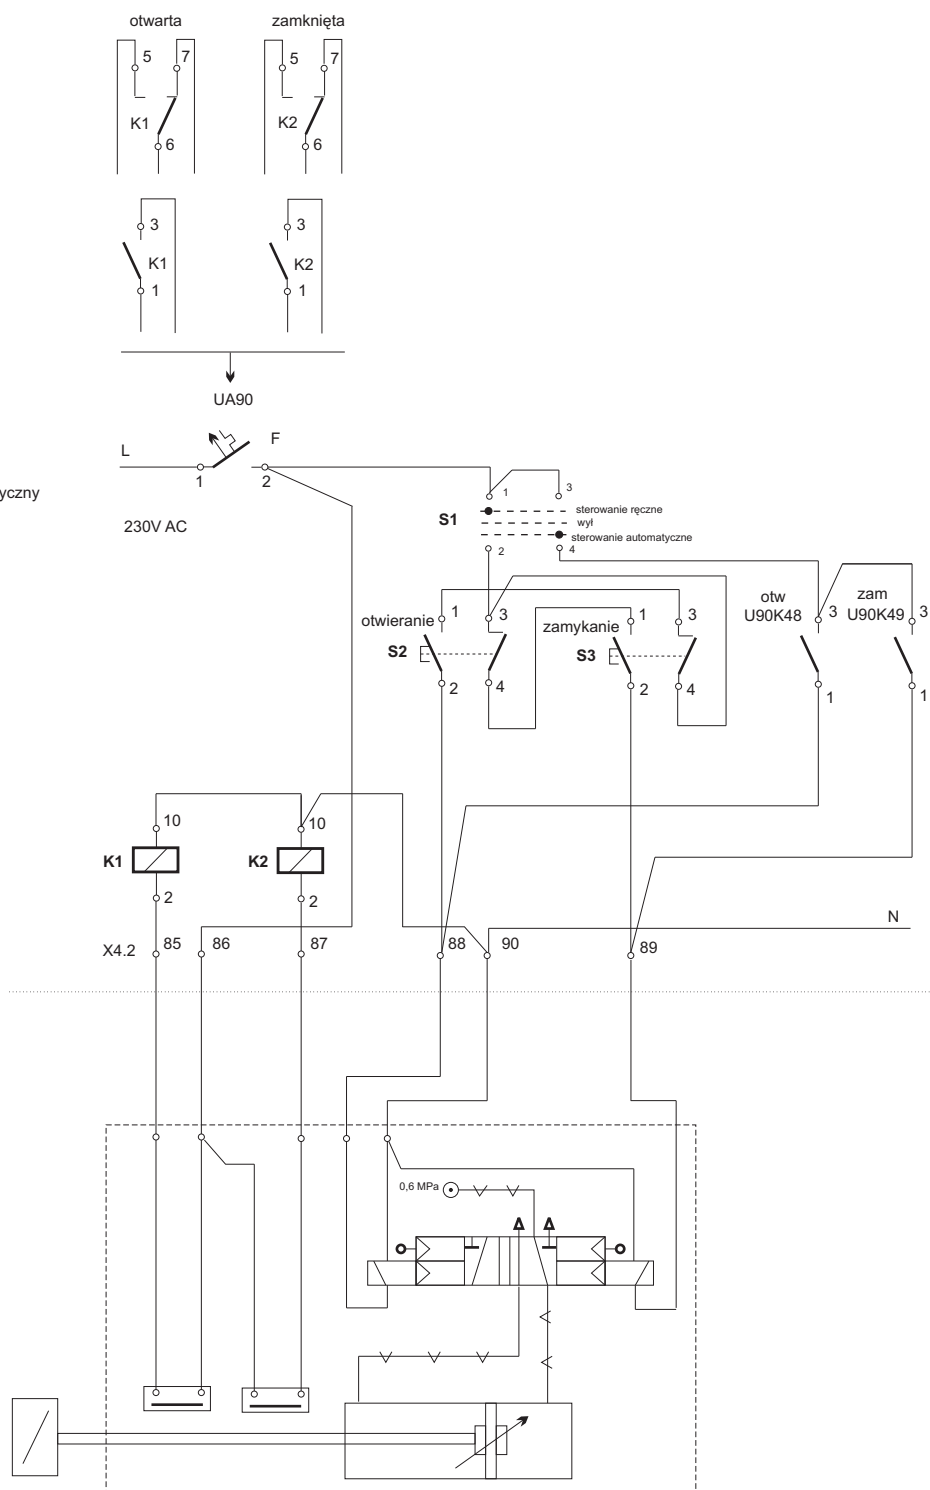 otwarta zamknięta
5 7 5 7
K1 K2
6 6
3 3
K1 K2
1 1
UA90
L F
1 2
yczny
230V AC
1 3
S1
sterowanie ręczne
wył
sterowanie automatyczne
2 4
otwieranie 1 3 zamykanie 1 3
otw
U90K48 3
zam
U90K49 3
S2 S3
2 4 2 4 1 1
10 10
K1 K2
2 2
X4.2 85 86 87 88 90 89 N
0,6 MPa